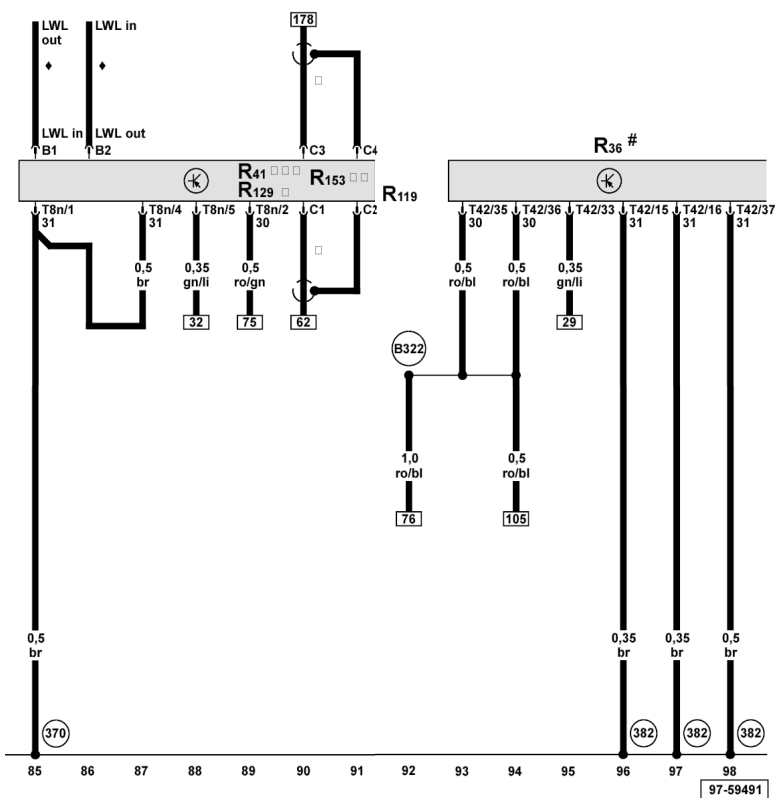 LWL out
LWL in
178
LWL in
LWL out
B1
B2
C3
C4
R36 #
R41
R153
R129
R119
T8n/1
31
T8n/4
31
T8n/5
T8n/2
30
C1
C2
T42/35
30
T42/36
30
T42/33
T42/15
31
T42/16
31
T42/37
31
0,5
br
0,35
gn/li
0,5
ro/gn
0,5
ro/bl
0,5
ro/bl
0,35
gn/li
32
75
62
29
B322
1,0
ro/bl
0,5
ro/bl
76
105
0,5
br
0,35
br
0,35
br
0,5
br
370
382
382
382
85 86 87 88 89 90 91 92 93 94 95 96 97 98
97-59491